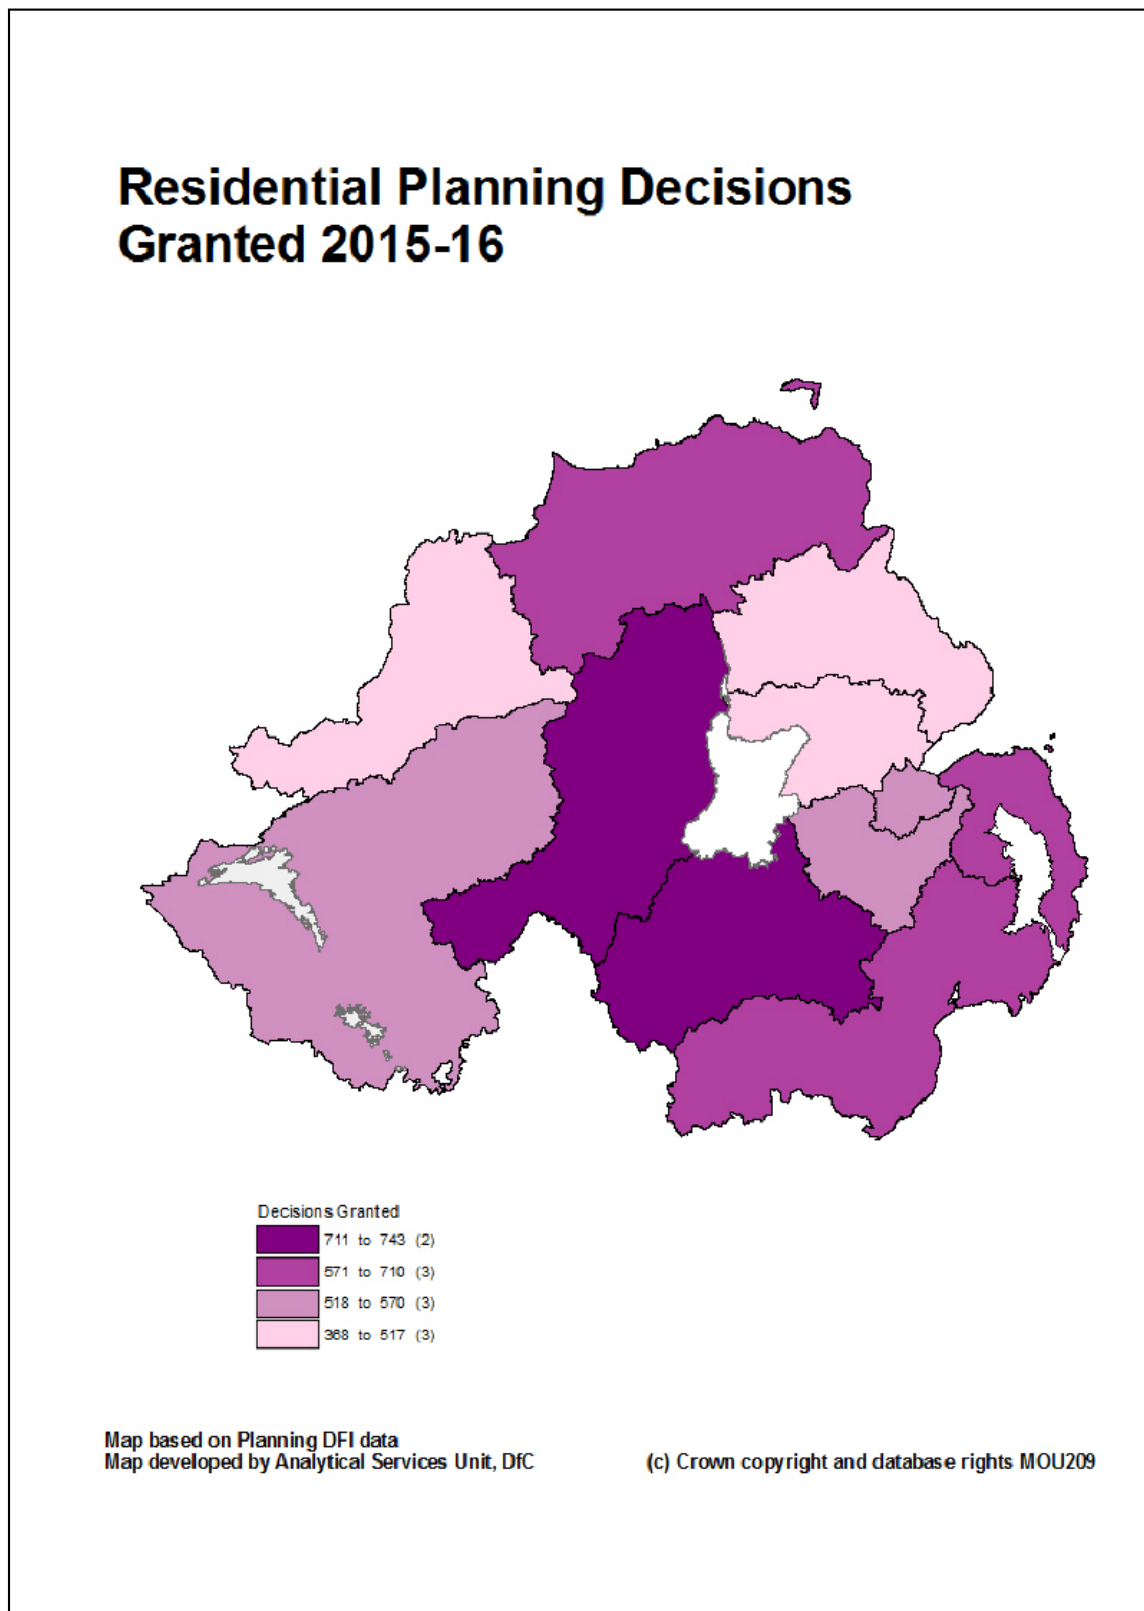 Residential Planning Decisions
Granted 2015-16
Decisions Granted
711 to 743 (2)
571 to 710 (3)
518 to 570 (3)
368 to 517 (3)
Map based on Planning DFI data
Map developed by Analytical Services Unit, DfC
(c) Crown copyright and database rights MOU209